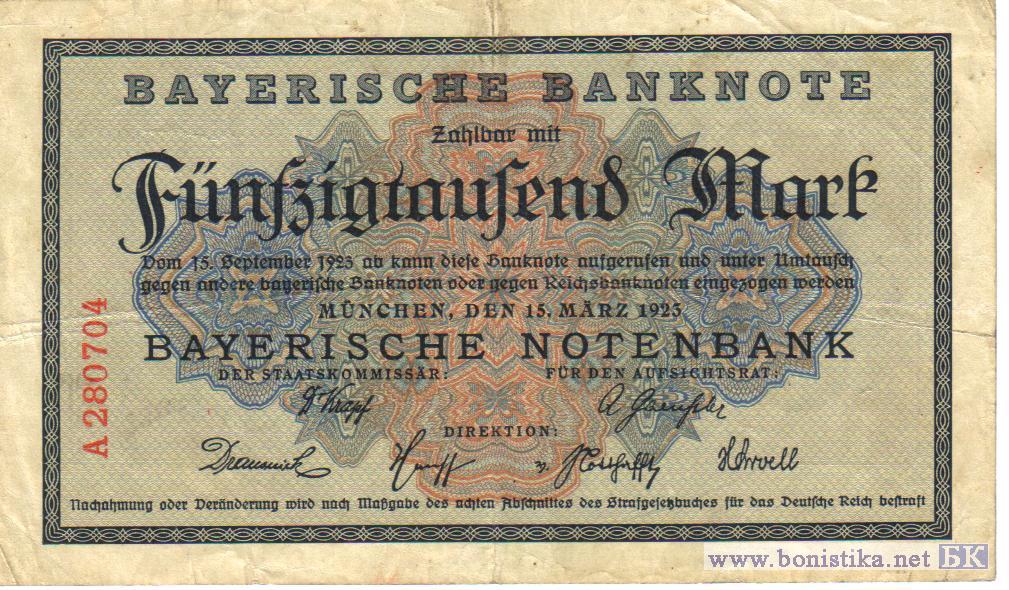 BAYERISCHE BANKNOTE
Zahlbar mit
Fünfzigtausend Mark
Vom 15. September 1923 ab kann diese Banknote aufgerufen und unter Umtausch
gegen andere bayerische Banknoten oder gegen Reichsbanknoten eingezogen werden
MÜNCHEN, DEN 15. MÄRZ 1923
BAYERISCHE NOTENBANK
DER STAATSKOMMISSÄR: FÜR DEN AUFSICHTSRAT:
Dr Krapf
DIREKTION:
A 280704
Nachahmung oder Veränderung wird nach Maßgabe des achten Abschnittes des Strafgesetzbuches für das Deutsche Reich bestraft
www.bonistika.net БК